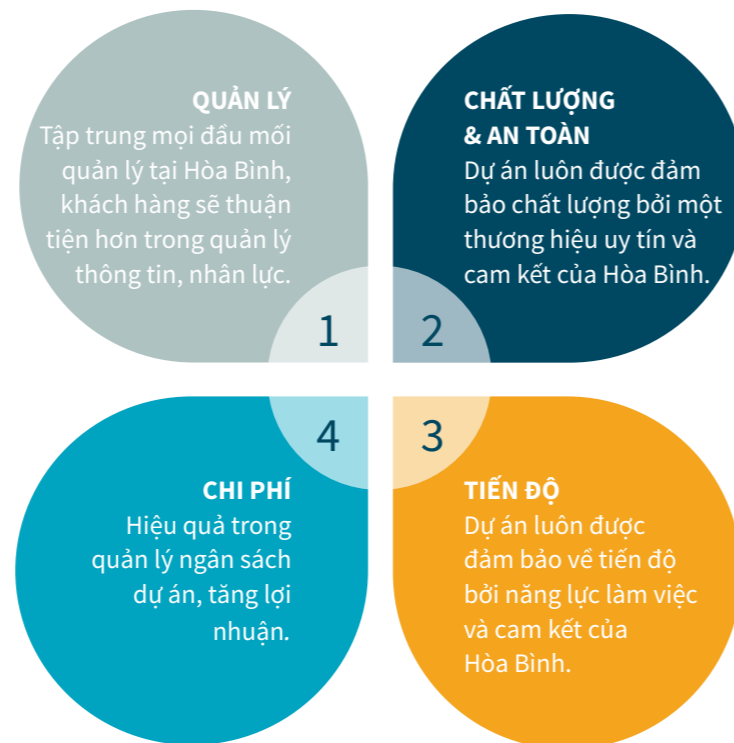 QUẢN LÝ
Tập trung mọi đầu mối
quản lý tại Hòa Bình,
khách hàng sẽ thuận
tiện hơn trong quản lý
thông tin, nhân lực.
1
CHẤT LƯỢNG
& AN TOÀN
Dự án luôn được đảm
bảo chất lượng bởi một
thương hiệu uy tín và
cam kết của Hòa Bình.
2
3
TIẾN ĐỘ
Dự án luôn được
đảm bảo về tiến độ
bởi năng lực làm việc
và cam kết của
Hòa Bình.
4
CHI PHÍ
Hiệu quả trong
quản lý ngân sách
dự án, tăng lợi
nhuận.